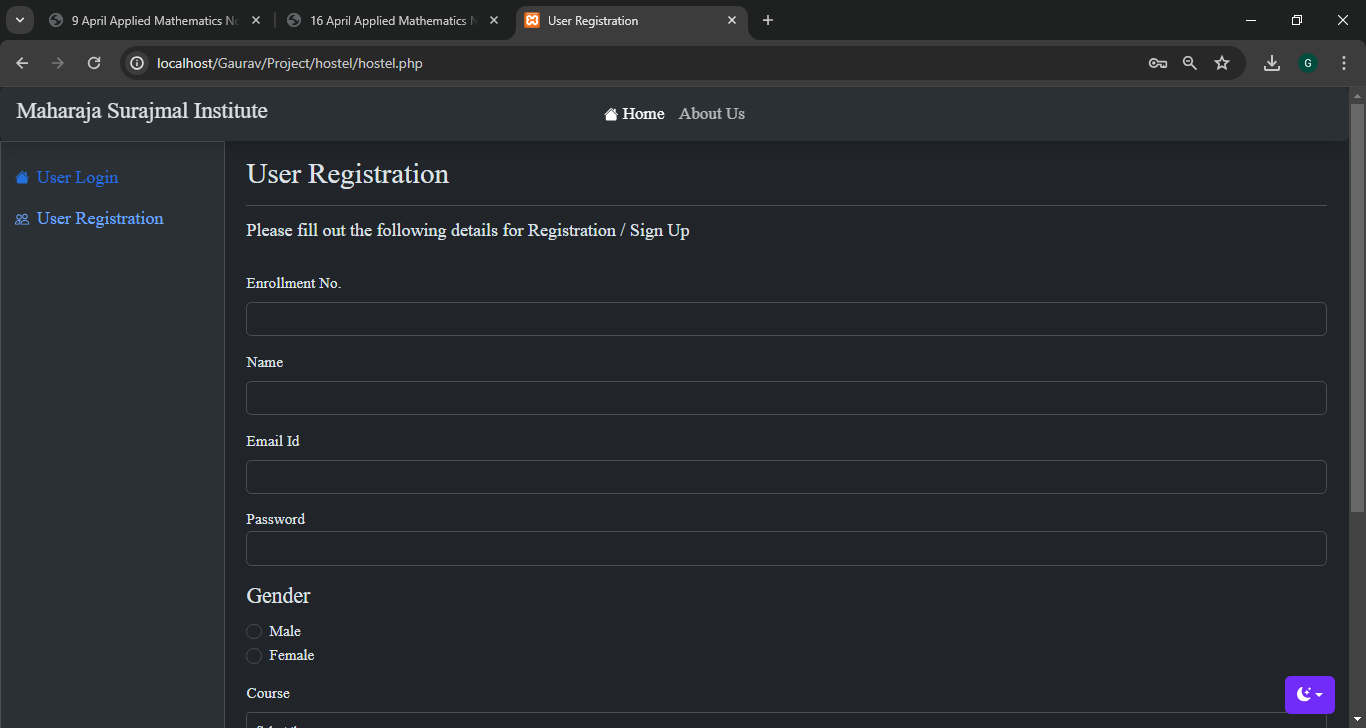 9 April Applied Mathematics
16 April Applied Mathematics
User Registration
localhost/Gaurav/Project/hostel/hostel.php
G
Maharaja Surajmal Institute
Home
About Us
User Login
User Registration
User Registration
Please fill out the following details for Registration / Sign Up
Enrollment No.
Name
Email Id
Password
Gender
Male
Female
Course